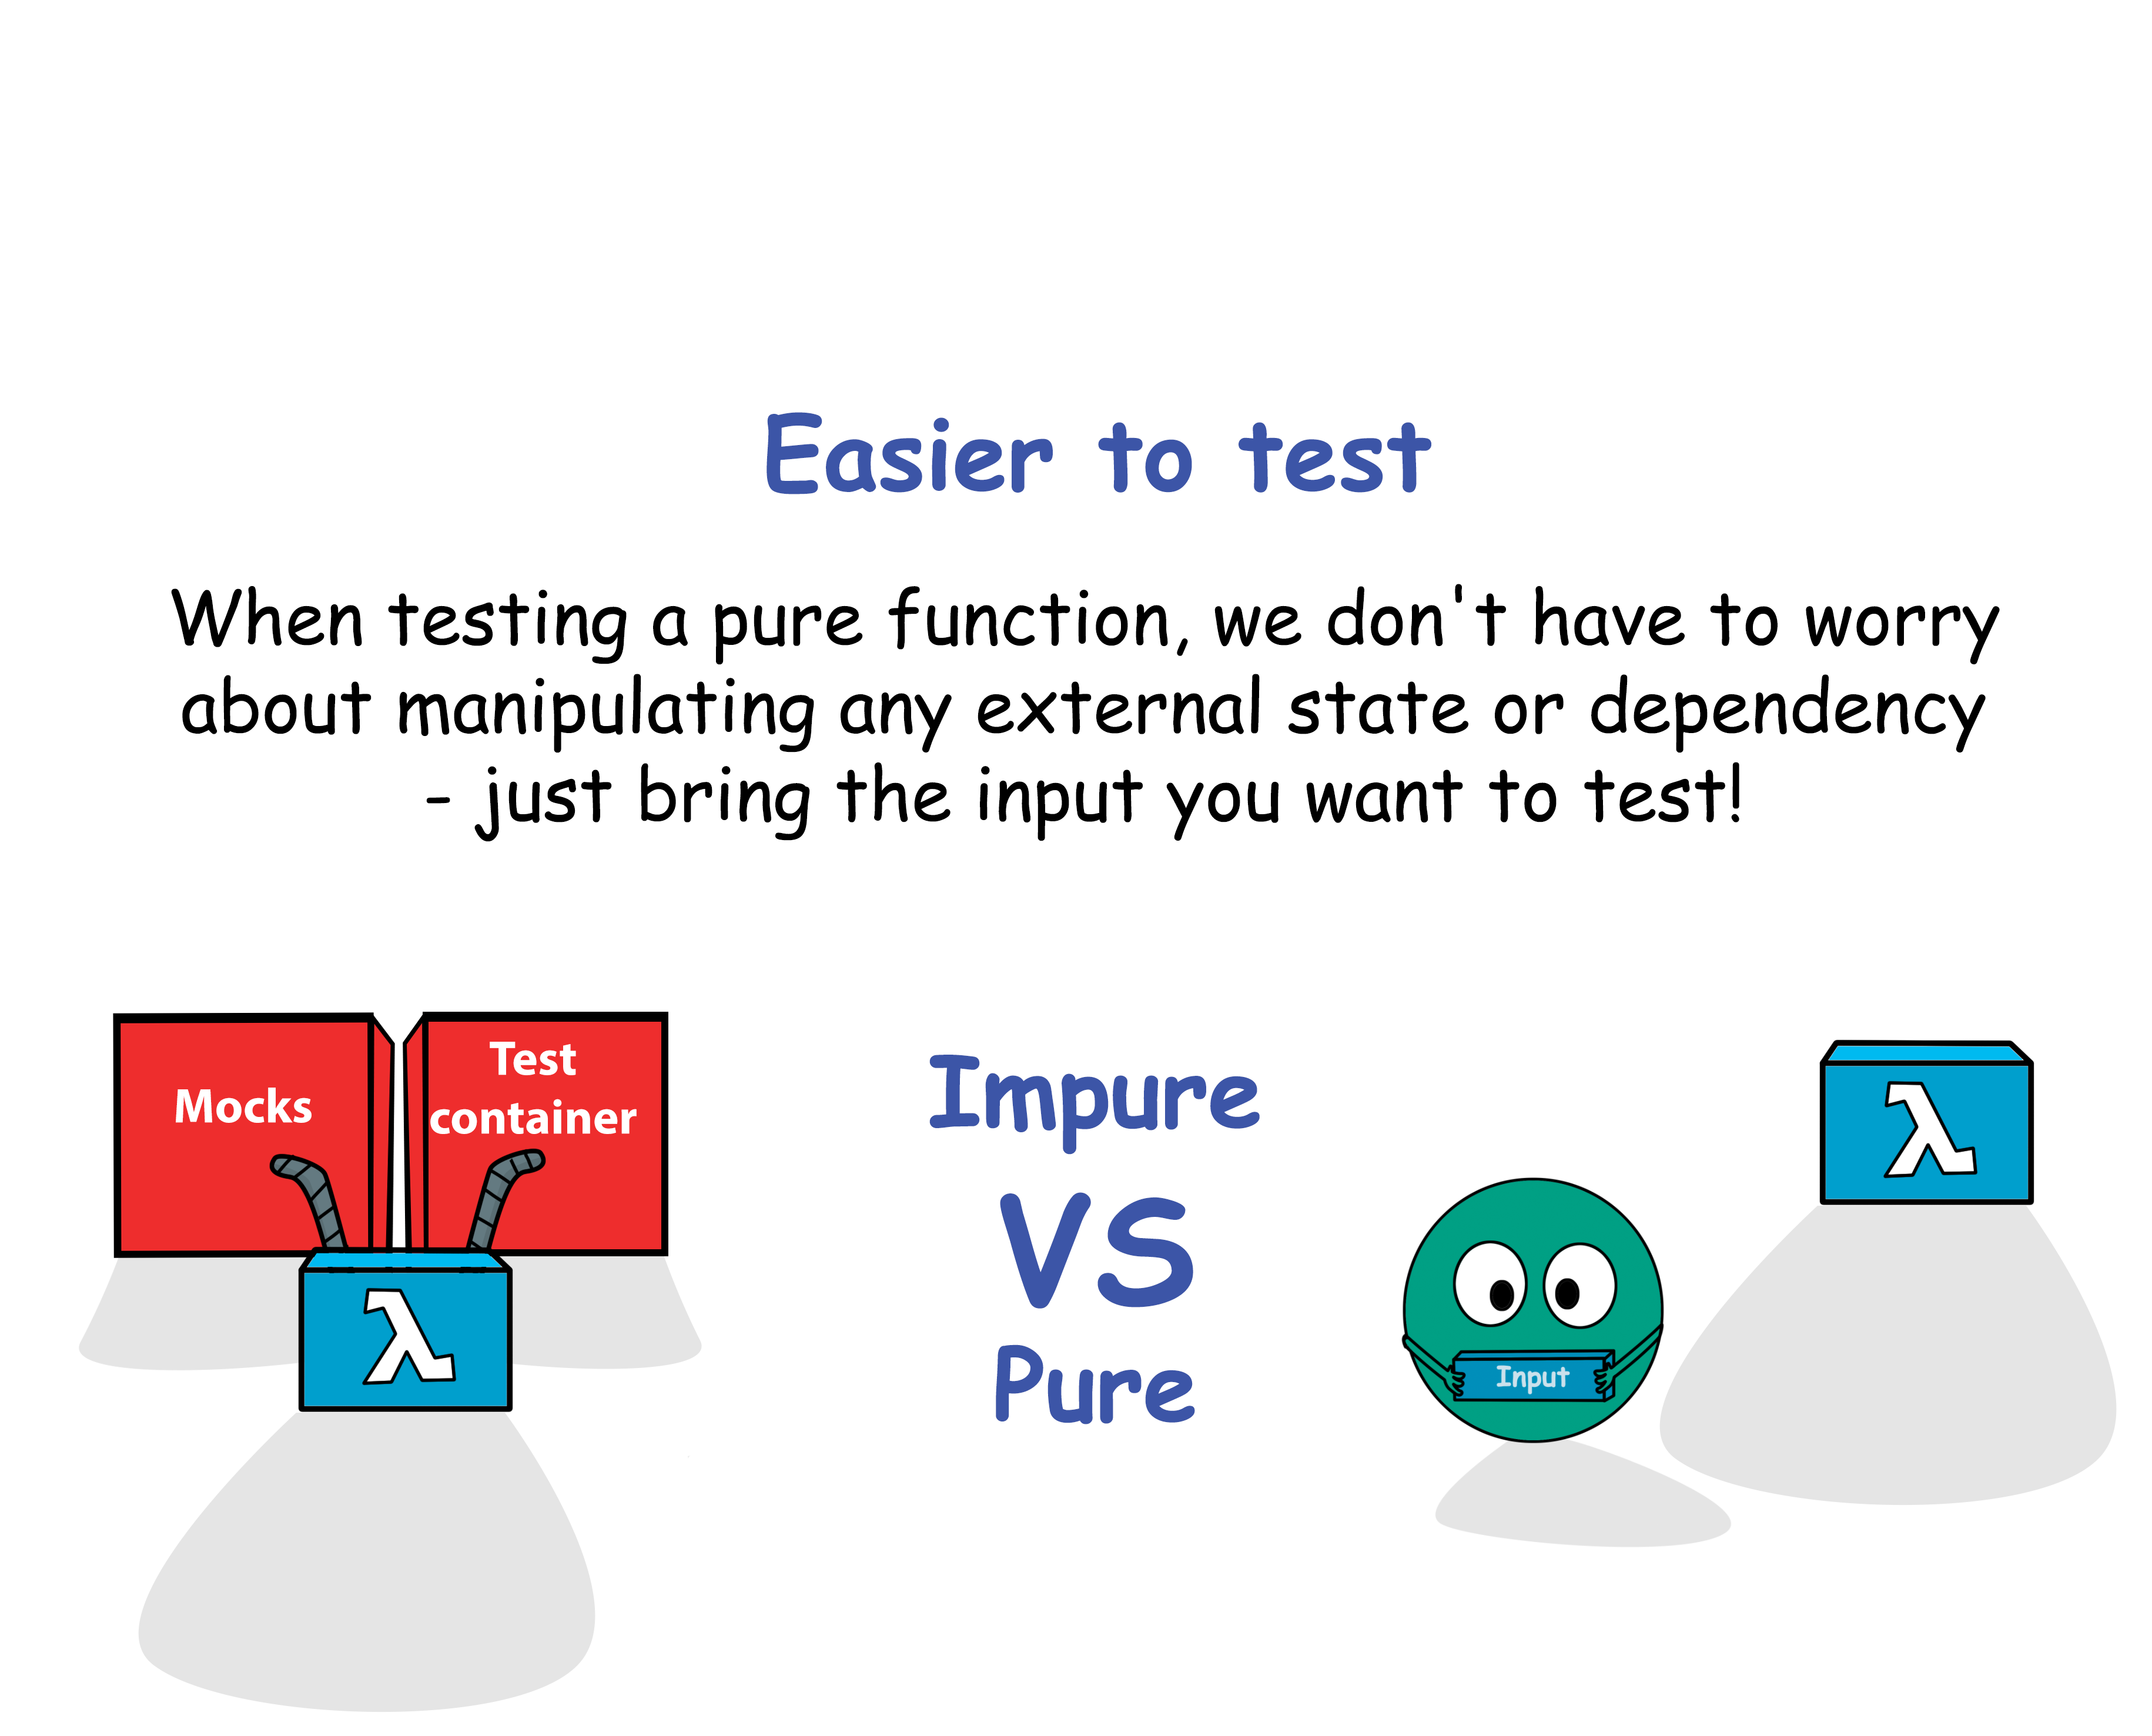 Easier to test
When testing a pure function, we don't have to worry
about manipulating any external state or dependency
- just bring the input you want to test!
Mocks
Test
container
λ
Impure
VS
Pure
Input
λ